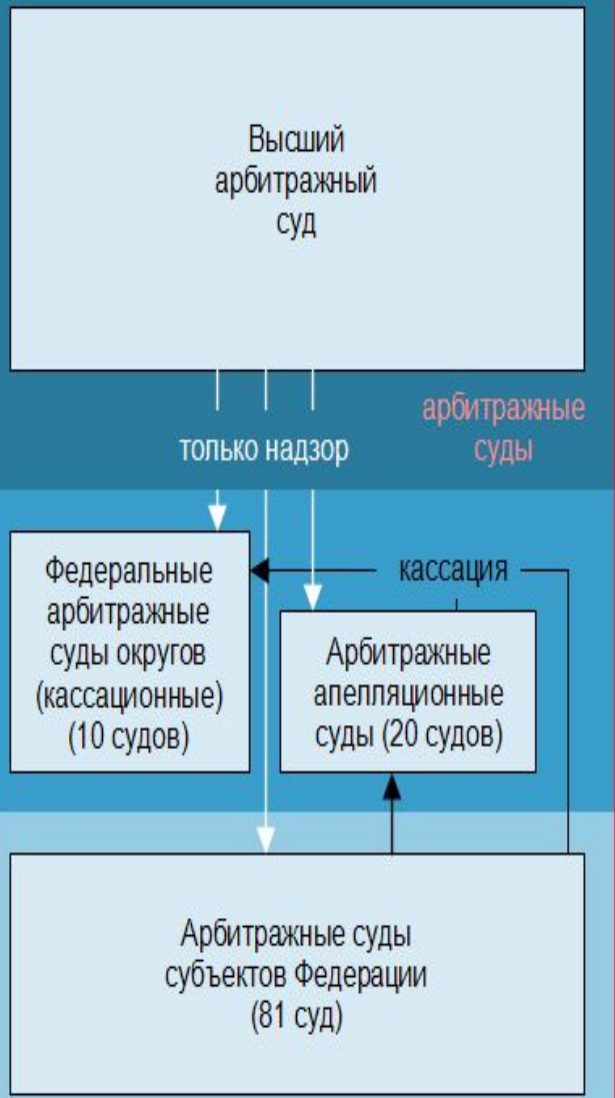 Высший
арбитражный
суд
арбитражные
суды
только надзор
Федеральные
арбитражные
суды округов
(кассационные)
(10 судов)
кассация
Арбитражные
апелляционные
суды (20 судов)
Арбитражные суды
субъектов Федерации
(81 суд)